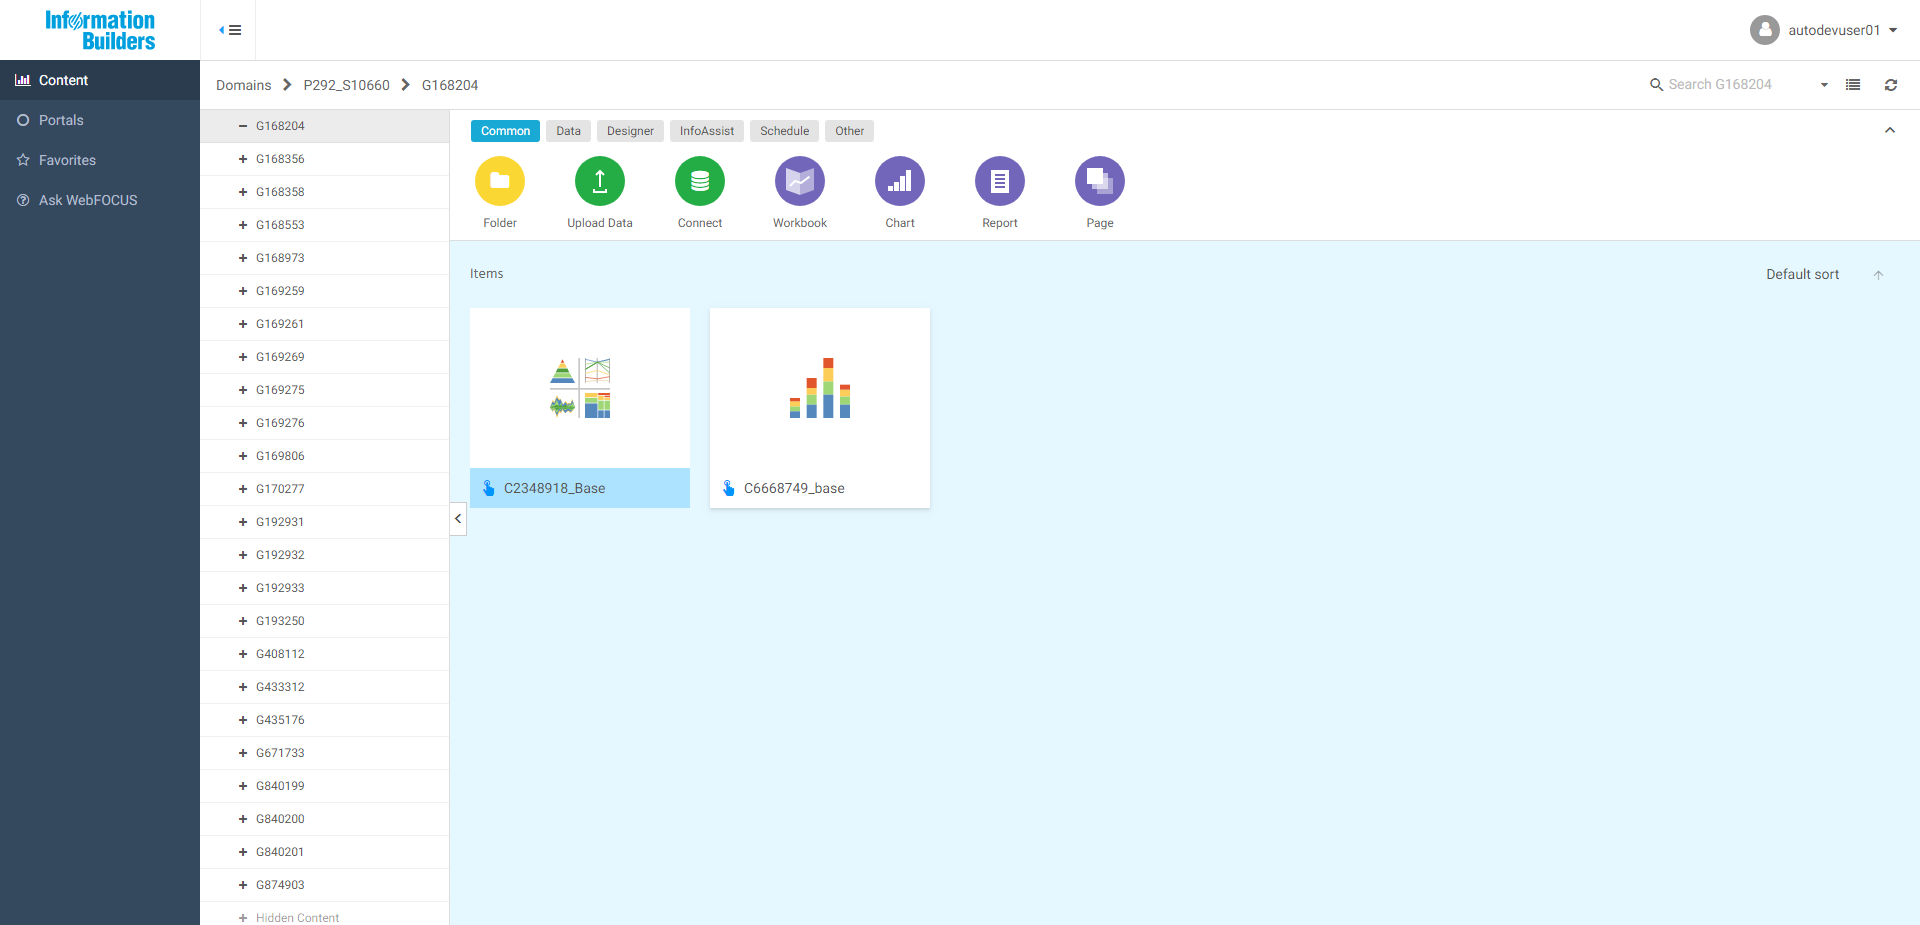 Information
Builders
autodevuser01
Content
Portals
Favorites
Ask WebFOCUS
Domains P292_S10660 G168204
Search G168204
G168204
G168356
G168358
G168553
G168973
G169259
G169261
G169269
G169275
G169276
G169806
G170277
G192931
G192932
G192933
G193250
G408112
G433312
G435176
G671733
G840199
G840200
G840201
G874903
Hidden Content
Common Data Designer InfoAssist Schedule Other
Folder Upload Data Connect Workbook Chart Report Page
Items
Default sort
C2348918_Base
C6668749_base